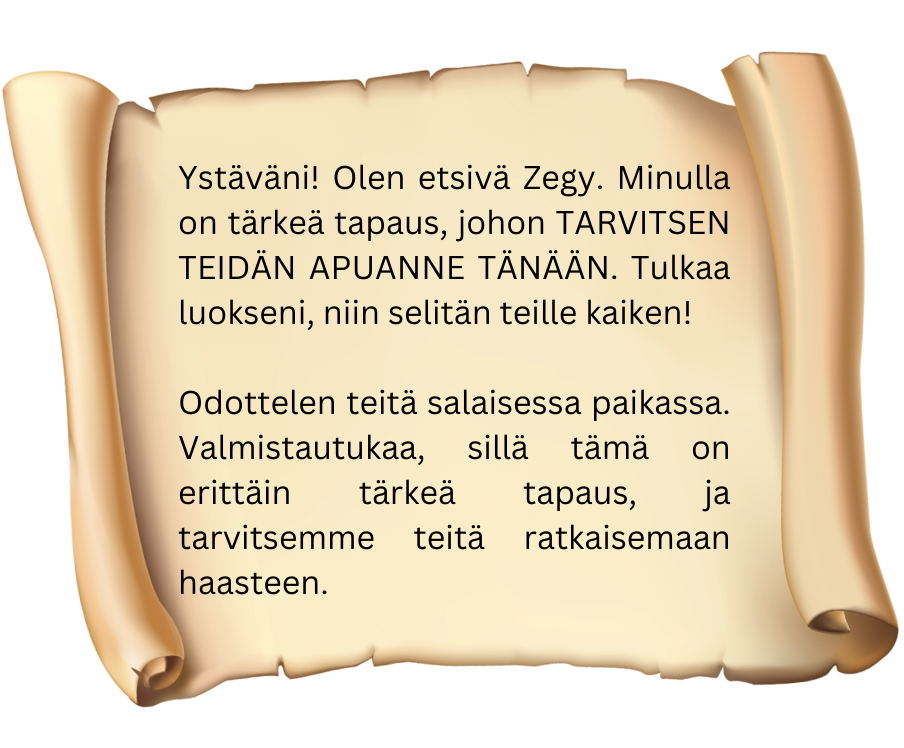 Ystäväni! Olen etsivä Zegy. Minulla
on tärkeä tapaus, johon TARVITSEN
TEIDÄN APUANNE TÄNÄÄN. Tulkaa
luokseni, niin selitän teille kaiken!
Odottelen teitä salaisessa paikassa.
Valmistautukaa, sillä tämä on
erittäin tärkeä tapaus, ja
tarvitsemme teitä ratkaisemaan
haasteen.